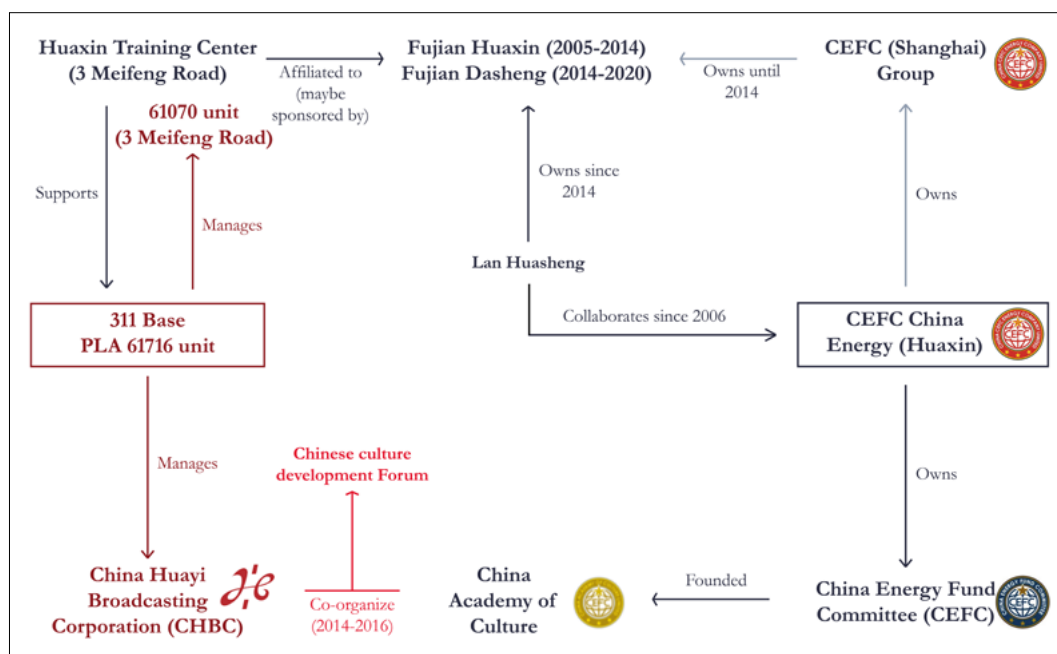 Huaxin Training Center
(3 Meifeng Road)
Affiliated to
(maybe
sponsored by)
Fujian Huaxin (2005-2014)
Fujian Dasheng (2014-2020)
Owns until
2014
CEFC (Shanghai)
Group
CEFC
61070 unit
(3 Meifeng Road)
Supports
Manages
Owns since
2014
Owns
Lan Huasheng
Collaborates since 2006
311 Base
PLA 61716 unit
CEFC China
Energy (Huaxin)
CEFC
Manages
Chinese culture
development Forum
Owns
China Huayi
Broadcasting
Corporation (CHBC)
Co-organize
(2014-2016)
China
Academy of
Culture
Founded
China Energy Fund
Committee (CEFC)
CEFC